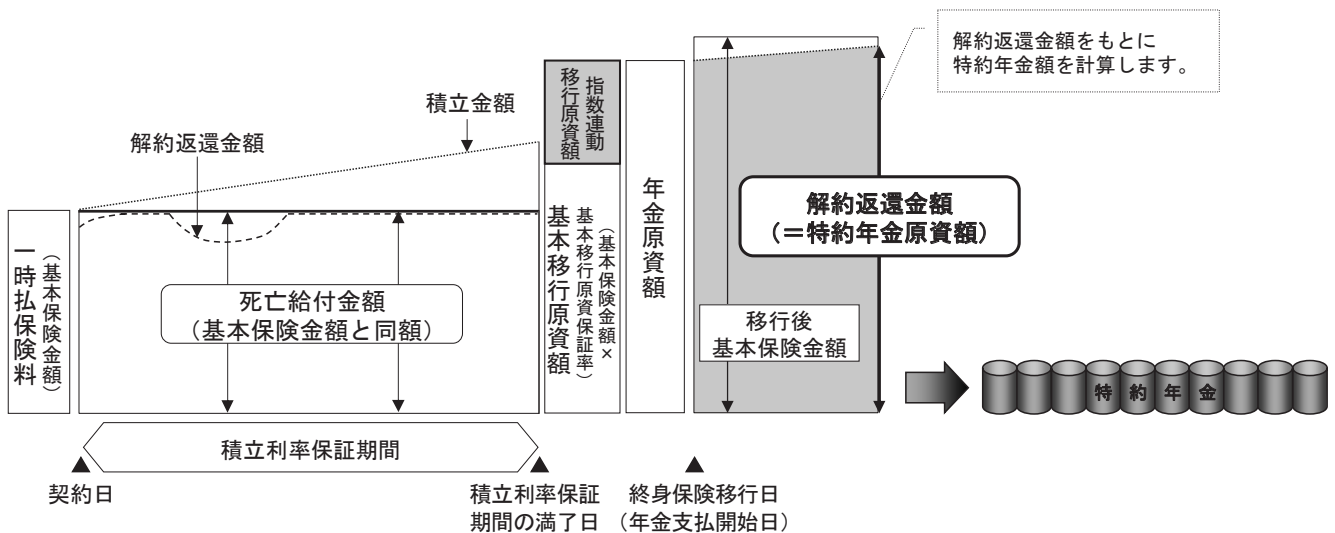 解約返還金額をもとに
特約年金額を計算します。
積立金額
解約返還金額
指数連動
移行原資額
一時払保険料
（基本保険金額）
死亡給付金額
（基本保険金額と同額）
基本移行原資額
（基本保険金額×
基本移行原資保証率）
年金原資額
解約返還金額
（＝特約年金原資額）
移行後
基本保険金額
特約年金
積立利率保証期間
契約日
積立利率保証
期間の満了日
終身保険移行日
（年金支払開始日）